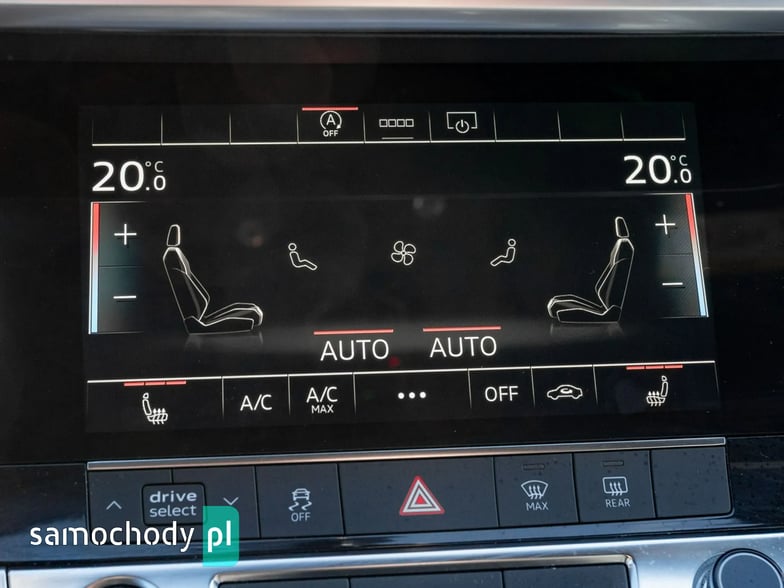 A
OFF
20.0 °C
20.0 °C
+
+
−
−
AUTO
AUTO
A/C
A/C
MAX
•••
OFF
drive
select
OFF
MAX
REAR
samochody pl